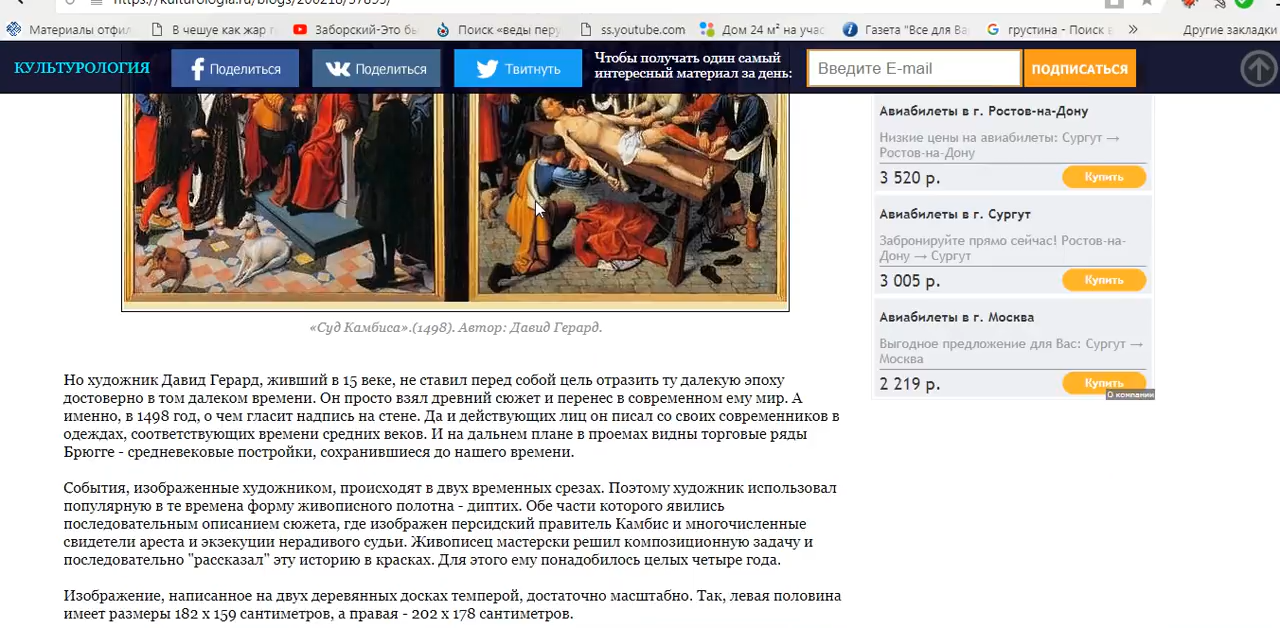 https://kulturologia.ru/blogs/200218/37895/
Материалы отфил
В чешуе как жар г
Заборский-Это бы
Поиск «веды перу
ss.youtube.com
Дом 24 м² на учас
Газета "Все для Ва
грустина - Поиск в
Другие закладки
КУЛЬТУРОЛОГИЯ
Поделиться
Поделиться
Твитнуть
Чтобы получать один самый
интересный материал за день:
Введите E-mail
ПОДПИСАТЬСЯ
«Суд Камбиса».(1498). Автор: Давид Герард.
Но художник Давид Герард, живший в 15 веке, не ставил перед собой цель отразить ту далекую эпоху
достоверно в том далеком времени. Он просто взял древний сюжет и перенес в современном ему мир. А
именно, в 1498 год, о чем гласит надпись на стене. Да и действующих лиц он писал со своих современников в
одеждах, соответствующих времени средних веков. И на дальнем плане в проемах видны торговые ряды
Брюгге - средневековые постройки, сохранившиеся до нашего времени.
События, изображенные художником, происходят в двух временных срезах. Поэтому художник использовал
популярную в те времена форму живописного полотна - диптих. Обе части которого явились
последовательным описанием сюжета, где изображен персидский правитель Камбис и многочисленные
свидетели ареста и экзекуции нерадивого судьи. Живописец мастерски решил композиционную задачу и
последовательно "рассказал" эту историю в красках. Для этого ему понадобилось целых четыре года.
Изображение, написанное на двух деревянных досках темперой, достаточно масштабно. Так, левая половина
имеет размеры 182 х 159 сантиметров, а правая - 202 х 178 сантиметров.
Авиабилеты в г. Ростов-на-Дону
Низкие цены на авиабилеты: Сургут →
Ростов-на-Дону
3 520 р.
Купить
Авиабилеты в г. Сургут
Забронируйте прямо сейчас! Ростов-на-
Дону → Сургут
3 005 р.
Купить
Авиабилеты в г. Москва
Выгодное предложение для Вас: Сургут →
Москва
2 219 р.
Купить
О компании